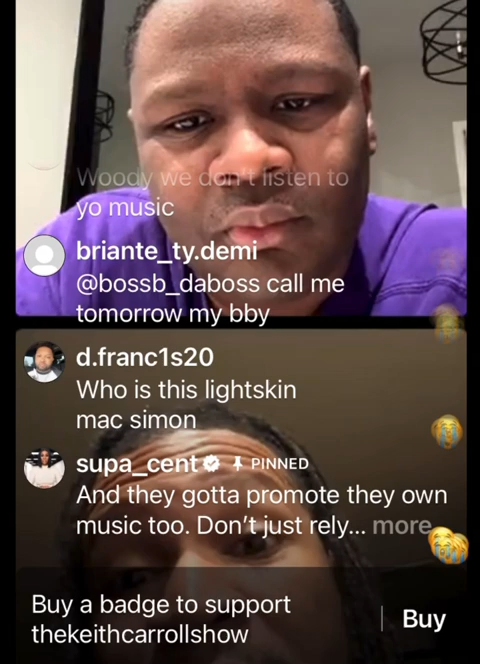 Woody we don't listen to
yo music
briante_ty.demi
@bossb_daboss call me
tomorrow my bby
d.franc1s20
Who is this lightskin
mac simon
supa_cent PINNED
And they gotta promote they own
music too. Don't just rely... more
Buy a badge to support
thekeithcarrollshow
Buy